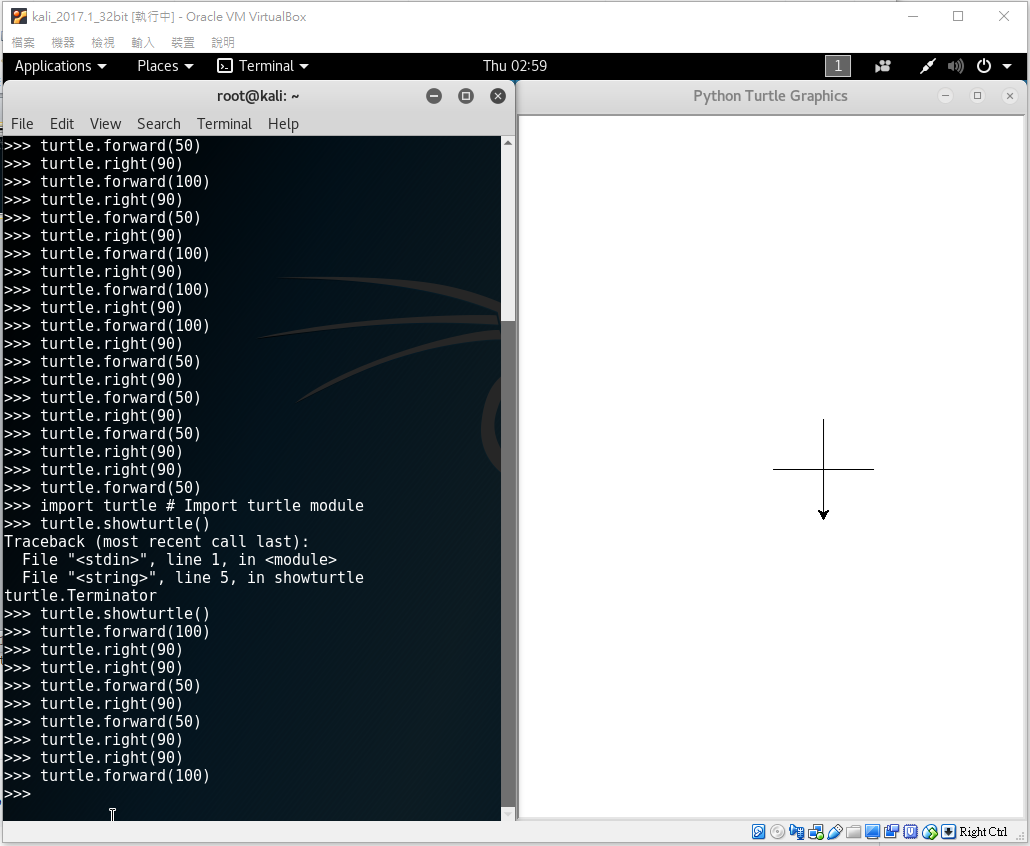 kali_2017.1_32bit [執行中] - Oracle VM VirtualBox
檔案 機器 檢視 輸入 裝置 說明
Applications Places Terminal Thu 02:59 1
root@kali: ~
Python Turtle Graphics
File Edit View Search Terminal Help
>>> turtle.forward(50)
>>> turtle.right(90)
>>> turtle.forward(100)
>>> turtle.right(90)
>>> turtle.forward(50)
>>> turtle.right(90)
>>> turtle.forward(100)
>>> turtle.right(90)
>>> turtle.forward(100)
>>> turtle.right(90)
>>> turtle.forward(100)
>>> turtle.right(90)
>>> turtle.forward(50)
>>> turtle.right(90)
>>> turtle.forward(50)
>>> turtle.right(90)
>>> turtle.forward(50)
>>> turtle.right(90)
>>> turtle.right(90)
>>> turtle.forward(50)
>>> import turtle # Import turtle module
>>> turtle.showturtle()
Traceback (most recent call last):
  File "<stdin>", line 1, in <module>
  File "<string>", line 5, in showturtle
turtle.Terminator
>>> turtle.showturtle()
>>> turtle.forward(100)
>>> turtle.right(90)
>>> turtle.right(90)
>>> turtle.forward(50)
>>> turtle.right(90)
>>> turtle.forward(50)
>>> turtle.right(90)
>>> turtle.right(90)
>>> turtle.forward(100)
>>>
Right Ctrl